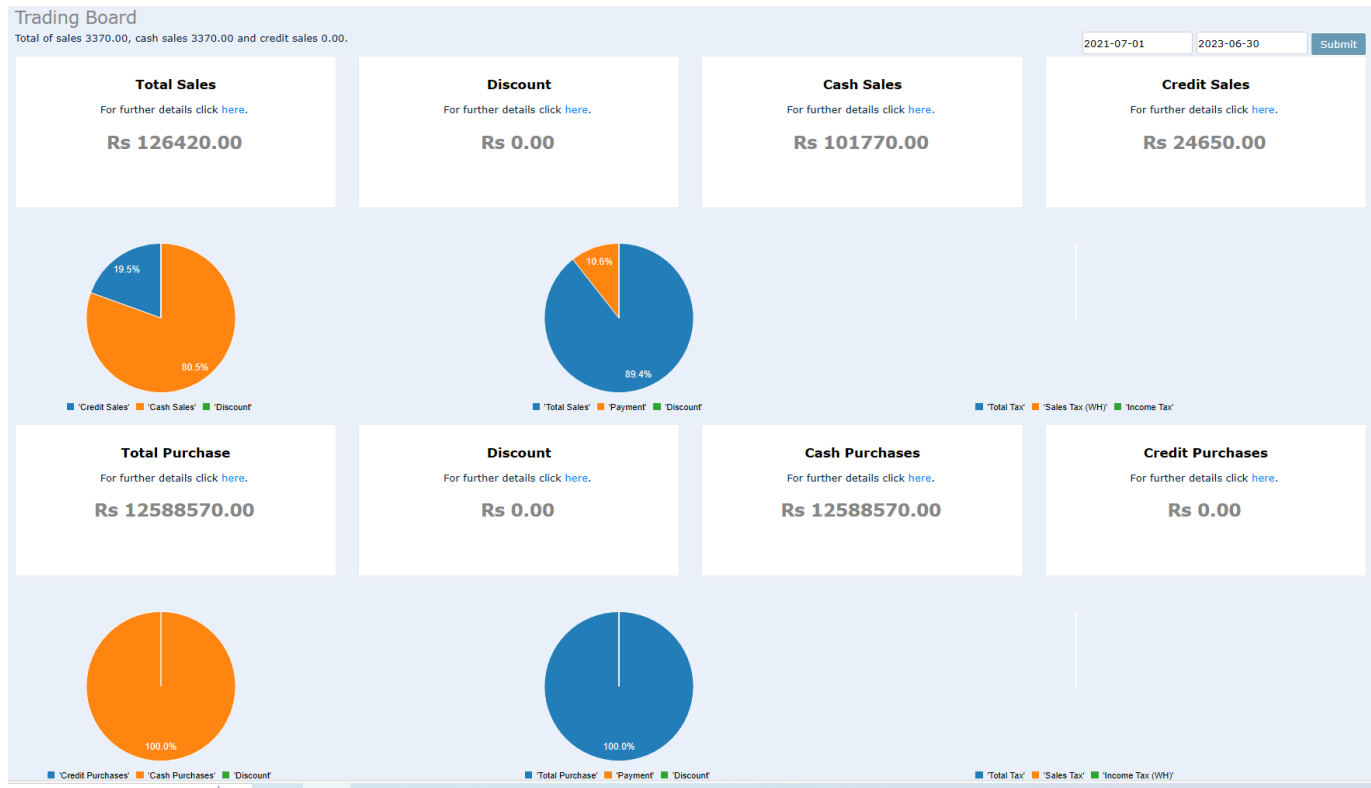 Trading Board
Total of sales 3370.00, cash sales 3370.00 and credit sales 0.00.
2021-07-01 2023-06-30 Submit
Total Sales Discount Cash Sales Credit Sales
For further details click here. For further details click here. For further details click here. For further details click here.
Rs 126420.00 Rs 0.00 Rs 101770.00 Rs 24650.00
19.5% 10.6%
80.5% 89.4%
'Credit Sales' 'Cash Sales' 'Discount' 'Total Sales' 'Payment' 'Discount' 'Total Tax' 'Sales Tax (WH)' 'Income Tax'
Total Purchase Discount Cash Purchases Credit Purchases
For further details click here. For further details click here. For further details click here. For further details click here.
Rs 12588570.00 Rs 0.00 Rs 12588570.00 Rs 0.00
100.0% 100.0%
'Credit Purchases' 'Cash Purchases' 'Discount' 'Total Purchase' 'Payment' 'Discount' 'Total Tax' 'Sales Tax' 'Income Tax (WH)'